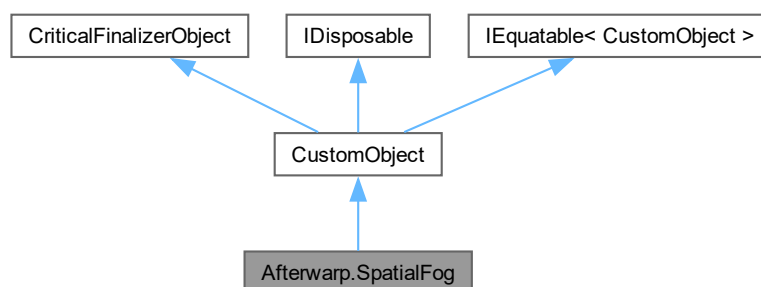 CriticalFinalizerObject
IDisposable
IEquatable< CustomObject >
CustomObject
Afterwarp.SpatialFog